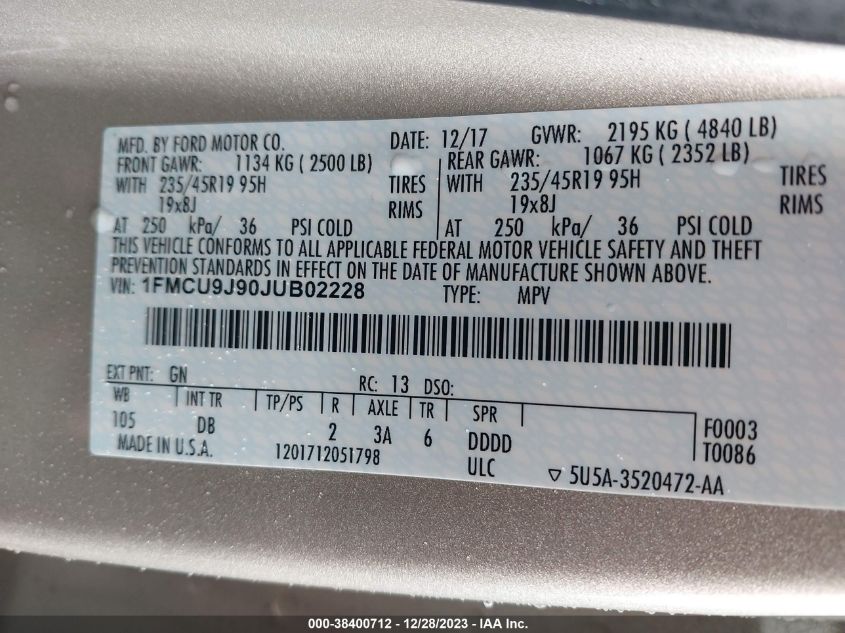 MFD. BY FORD MOTOR CO. DATE: 12/17 GVWR: 2195 KG ( 4840 LB)
FRONT GAWR: 1134 KG ( 2500 LB) REAR GAWR: 1067 KG ( 2352 LB)
WITH 235/45R19 95H TIRES WITH 235/45R19 95H TIRES
19x8J RIMS 19x8J RIMS
AT 250 kPa/ 36 PSI COLD AT 250 kPa/ 36 PSI COLD
THIS VEHICLE CONFORMS TO ALL APPLICABLE FEDERAL MOTOR VEHICLE SAFETY AND THEFT
PREVENTION STANDARDS IN EFFECT ON THE DATE OF MANUFACTURE SHOWN ABOVE.
VIN: 1FMCU9J90JUB02228 TYPE: MPV
EXT PNT: GN RC: 13 DSO:
WB INT TR TP/PS R AXLE TR SPR F0003
105 DB 2 3A 6 DDDD T0086
MADE IN U.S.A. 1201712051798 ULC 5U5A-3520472-AA
000-38400712 - 12/28/2023 - IAA, Inc.